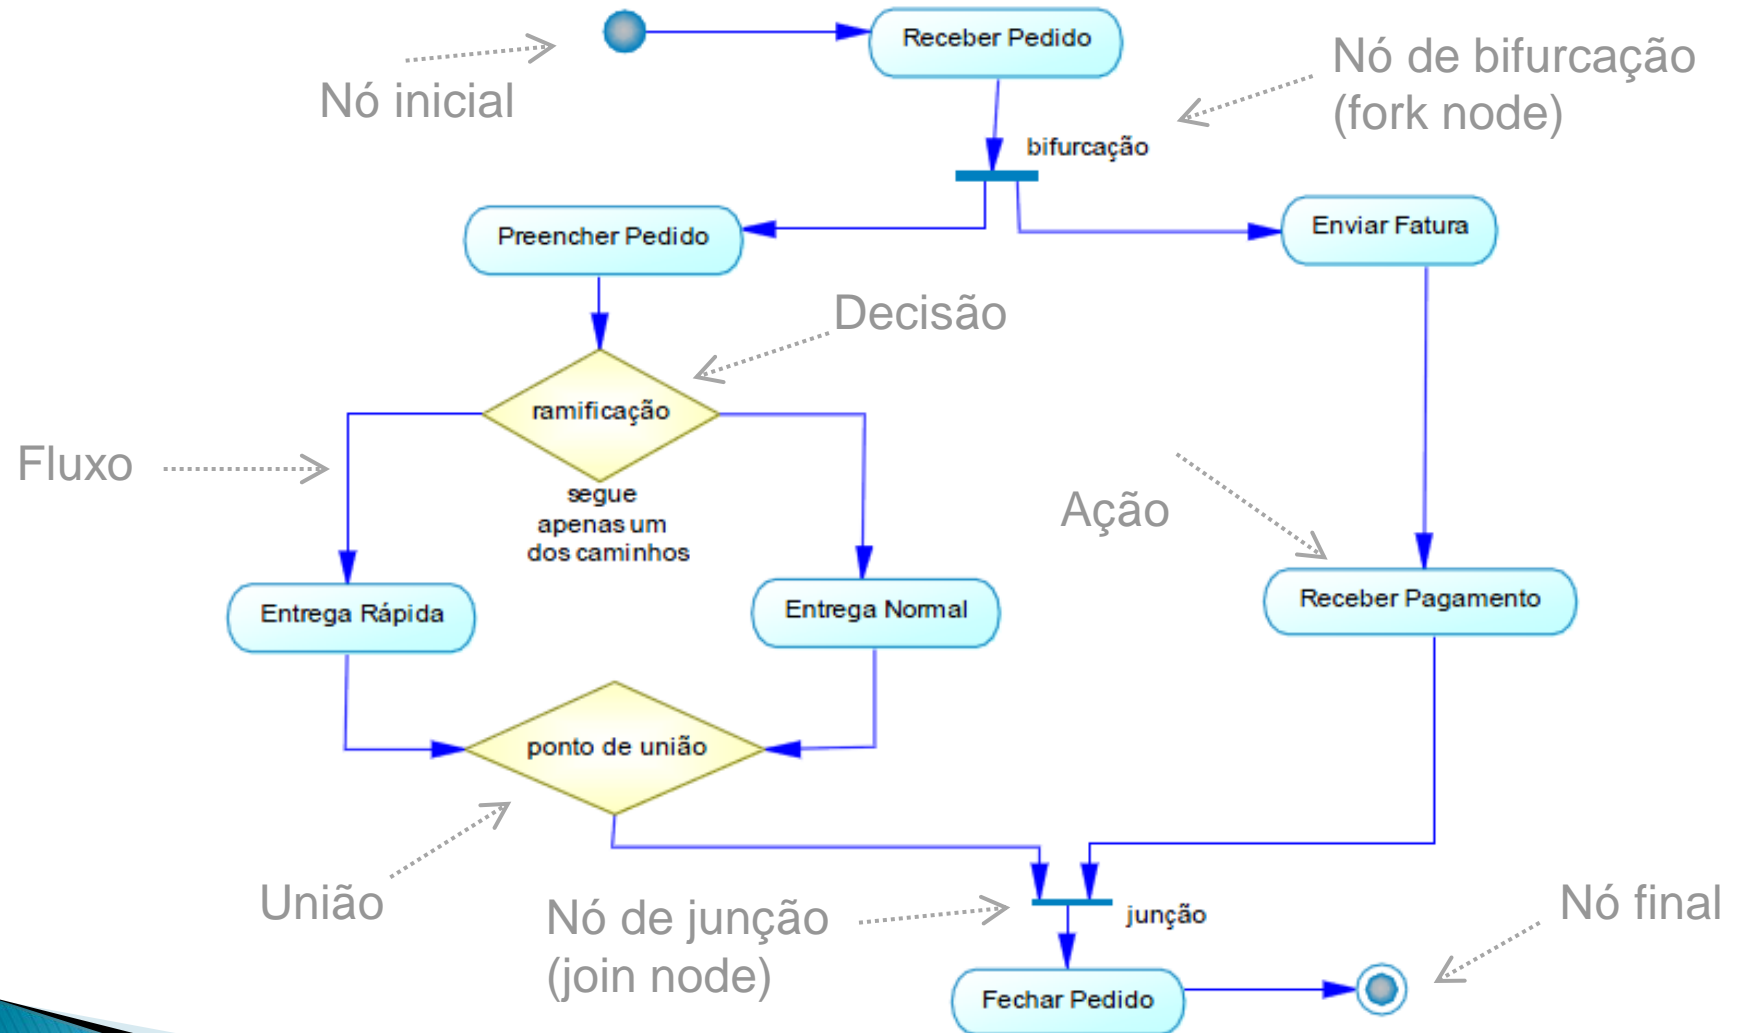 Receber Pedido
Nó de bifurcação
(fork node)
Nó inicial
bifurcação
Preencher Pedido
Enviar Fatura
Decisão
ramificação
Fluxo
segue
apenas um
dos caminhos
Ação
Entrega Rápida
Entrega Normal
Receber Pagamento
ponto de união
União
Nó de junção
(join node)
junção
Nó final
Fechar Pedido